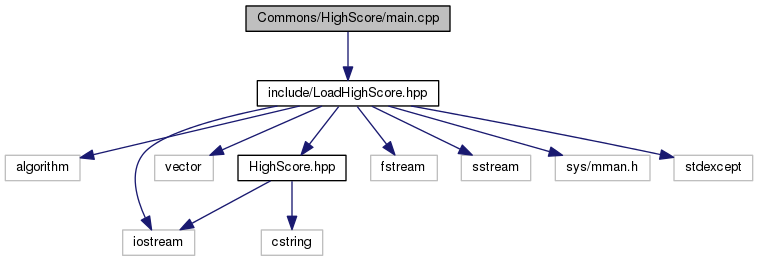 Commons/HighScore/main.cpp
include/LoadHighScore.hpp
algorithm
vector
HighScore.hpp
fstream
sstream
sys/mman.h
stdexcept
iostream
cstring